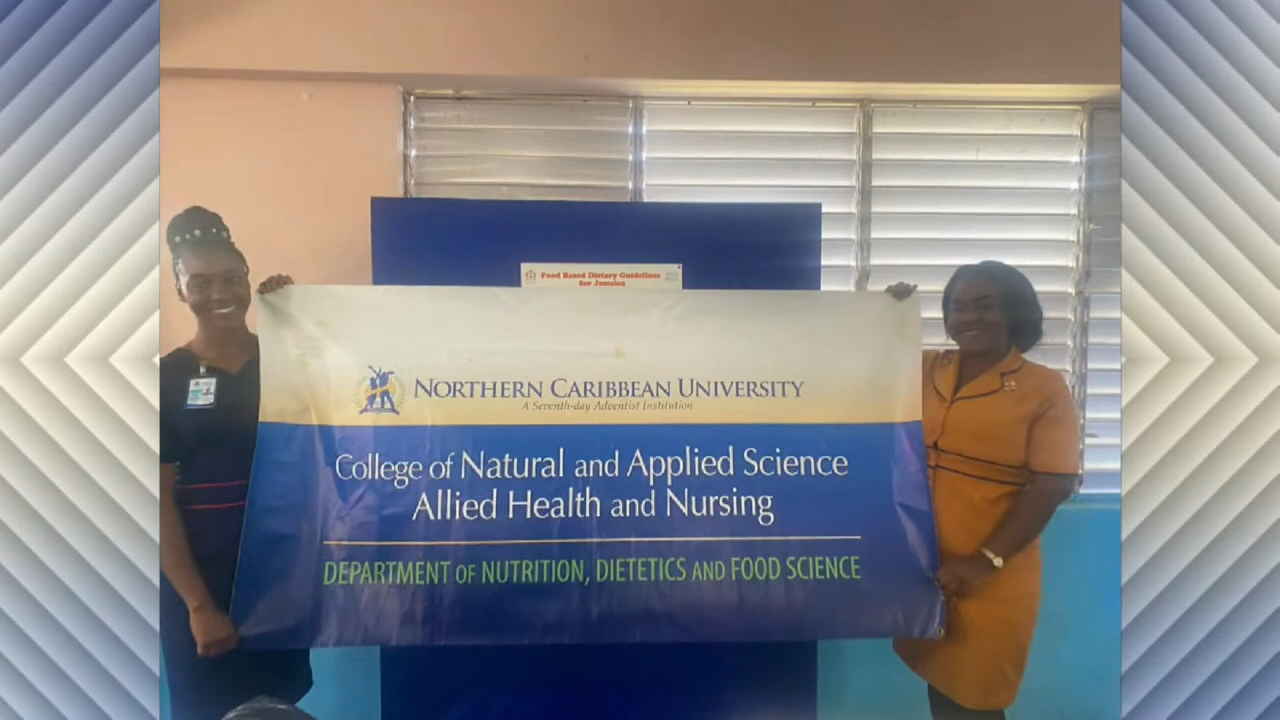 Food Based Dietary Guidelines
for Jamaica
NORTHERN CARIBBEAN UNIVERSITY
A Seventh-day Adventist Institution
College of Natural and Applied Science
Allied Health and Nursing
DEPARTMENT OF NUTRITION, DIETETICS AND FOOD SCIENCE